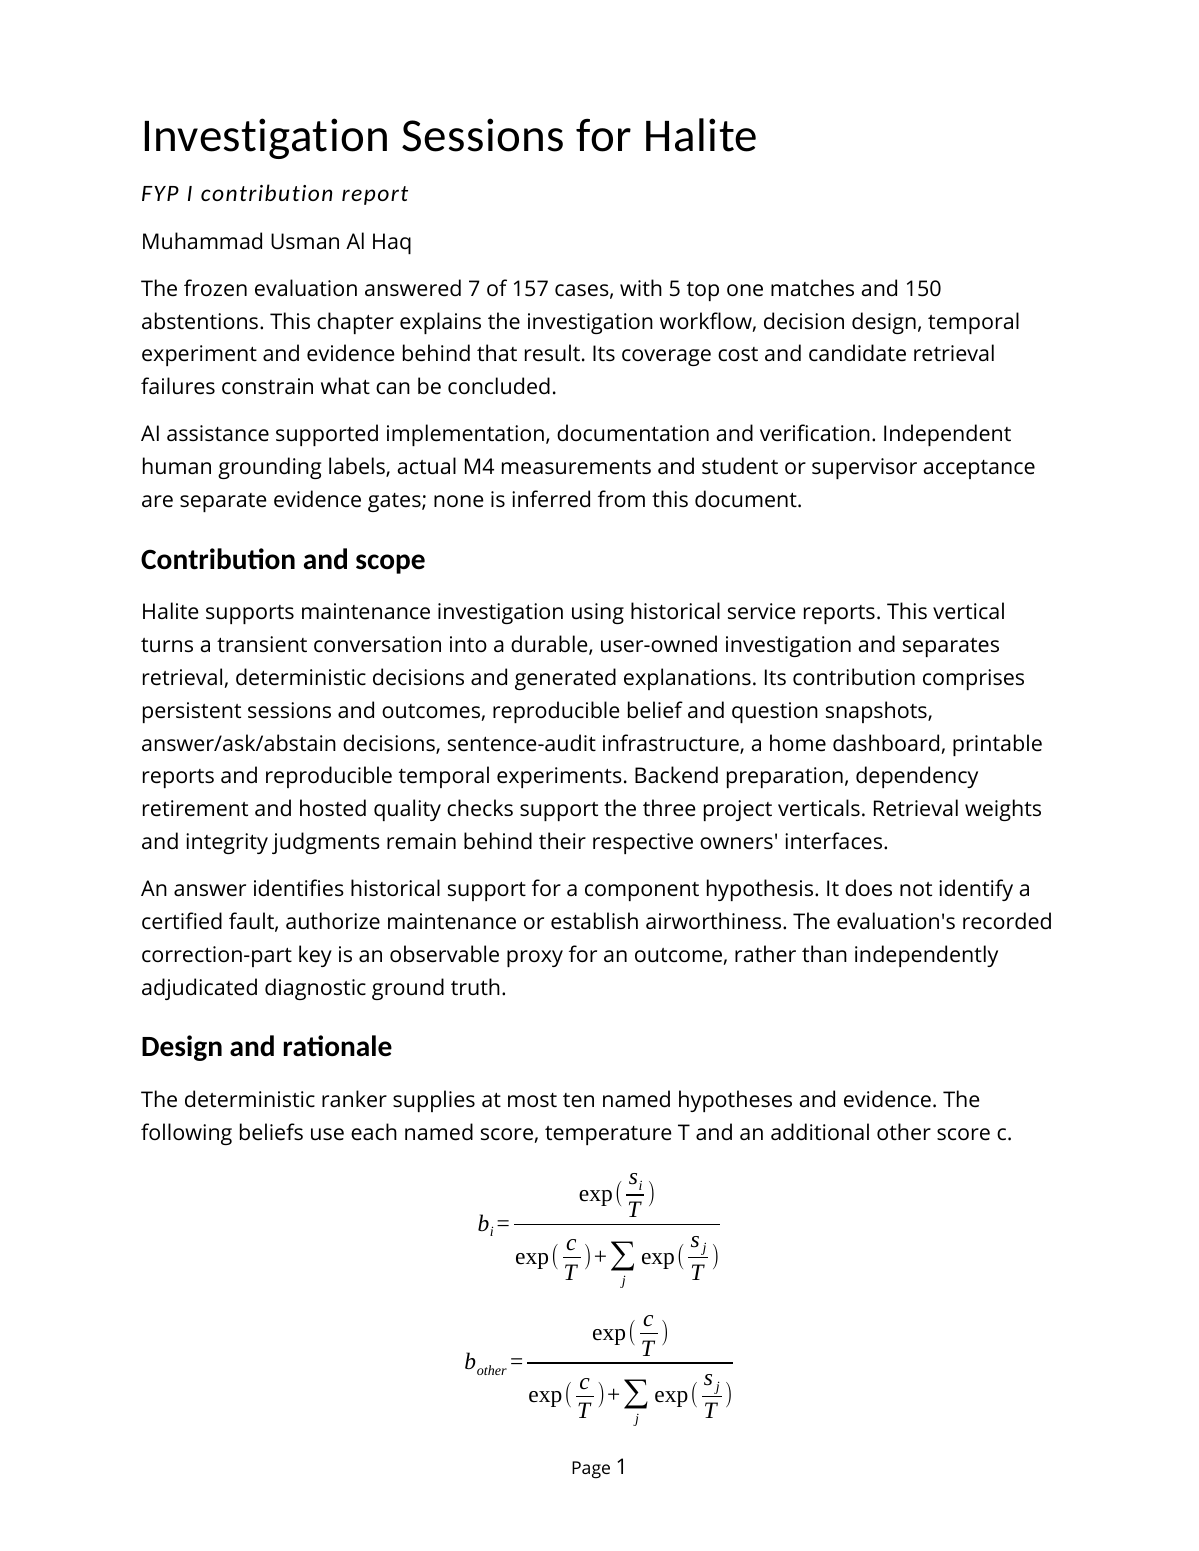 Investigation Sessions for Halite
FYP I contribution report
Muhammad Usman Al Haq
The frozen evaluation answered 7 of 157 cases, with 5 top one matches and 150
abstentions. This chapter explains the investigation workflow, decision design, temporal
experiment and evidence behind that result. Its coverage cost and candidate retrieval
failures constrain what can be concluded.
AI assistance supported implementation, documentation and verification. Independent
human grounding labels, actual M4 measurements and student or supervisor acceptance
are separate evidence gates; none is inferred from this document.
Contribution and scope
Halite supports maintenance investigation using historical service reports. This vertical
turns a transient conversation into a durable, user-owned investigation and separates
retrieval, deterministic decisions and generated explanations. Its contribution comprises
persistent sessions and outcomes, reproducible belief and question snapshots,
answer/ask/abstain decisions, sentence-audit infrastructure, a home dashboard, printable
reports and reproducible temporal experiments. Backend preparation, dependency
retirement and hosted quality checks support the three project verticals. Retrieval weights
and integrity judgments remain behind their respective owners' interfaces.
An answer identifies historical support for a component hypothesis. It does not identify a
certified fault, authorize maintenance or establish airworthiness. The evaluation's recorded
correction-part key is an observable proxy for an outcome, rather than independently
adjudicated diagnostic ground truth.
Design and rationale
The deterministic ranker supplies at most ten named hypotheses and evidence. The
following beliefs use each named score, temperature T and an additional other score c.
b_i = exp(s_i/T) / (exp(c/T) + ∑_j exp(s_j/T))
b_other = exp(c/T) / (exp(c/T) + ∑_j exp(s_j/T))
Page 1